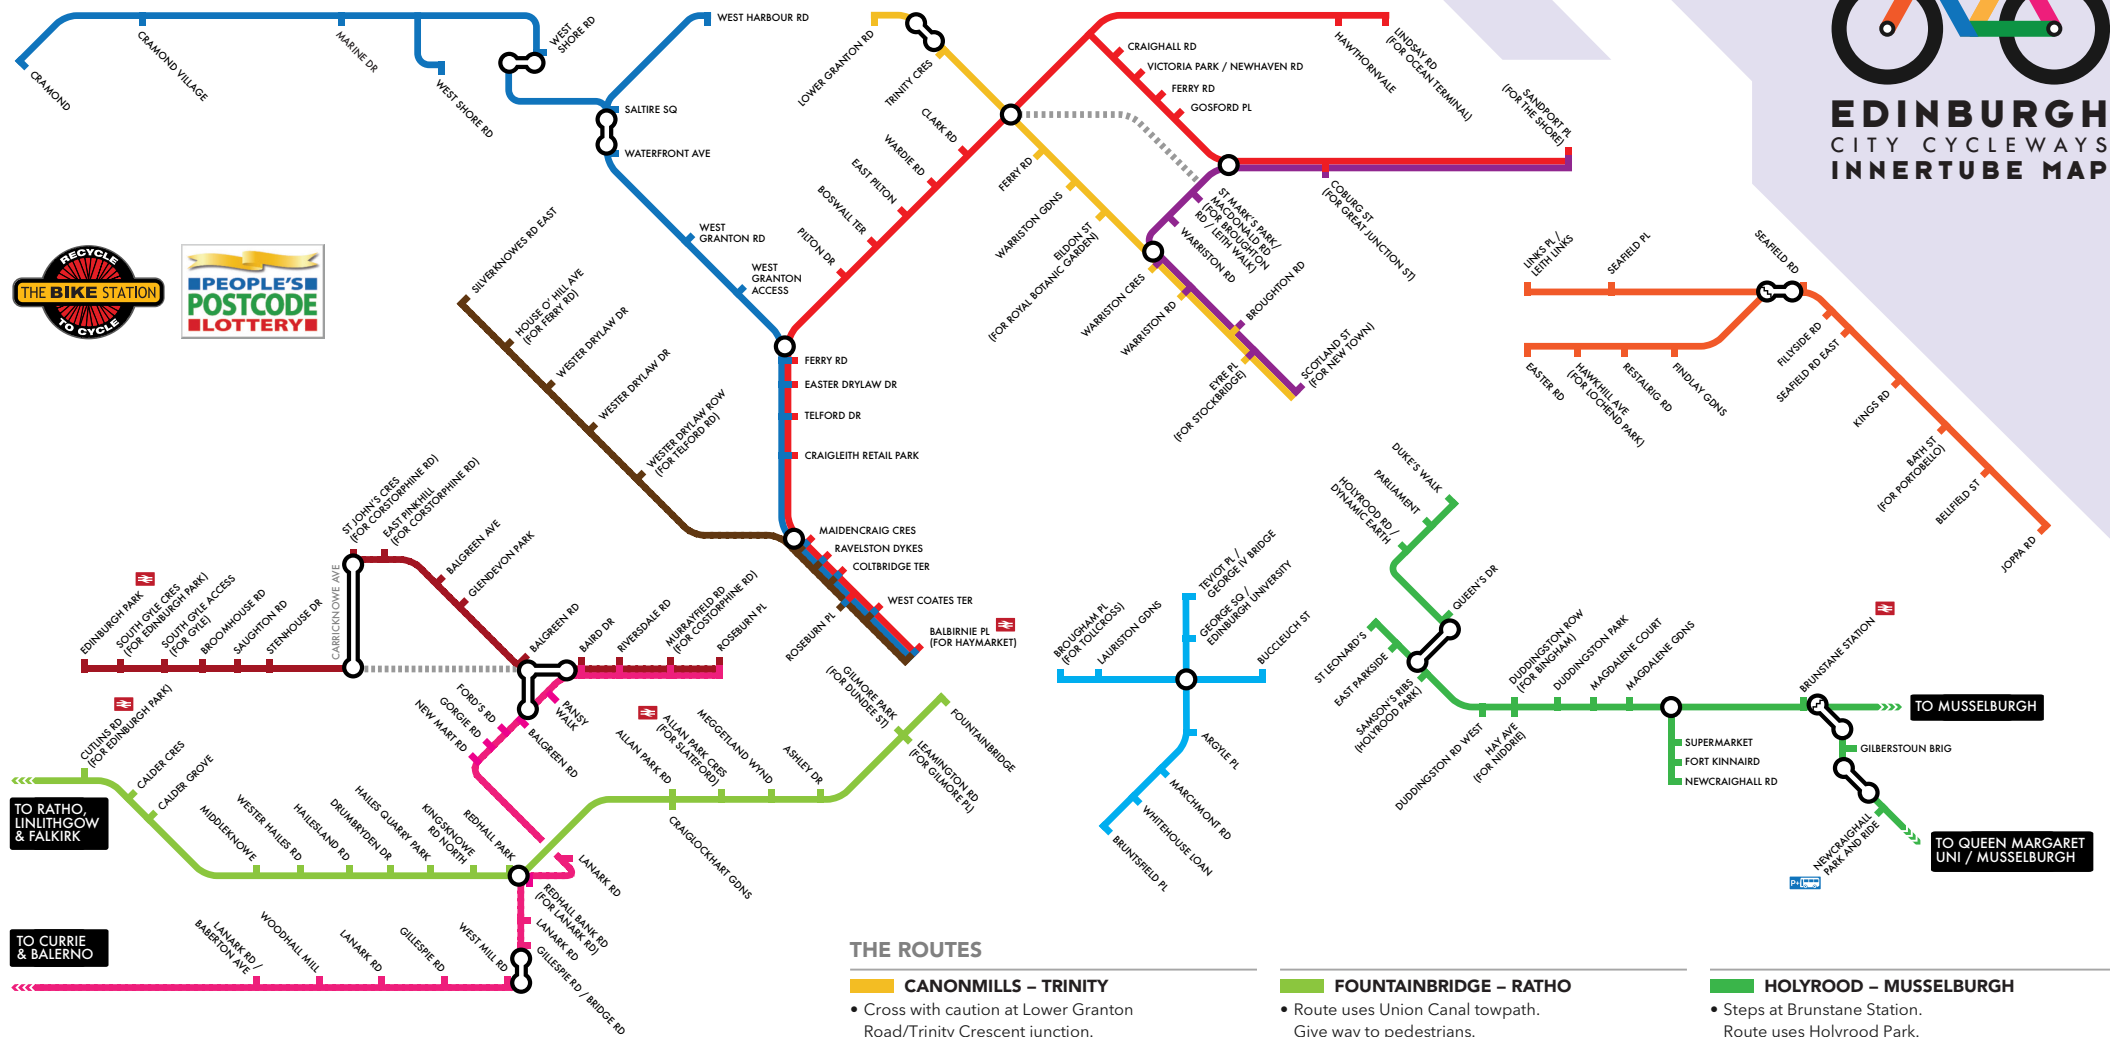 CRAMOND
CRAMOND VILLAGE
MARINE DR
WEST SHORE RD
WEST
SHORE RD
WEST HARBOUR RD
SALTIRE SQ
WATERFRONT AVE
WEST
GRANTON RD
WEST
GRANTON
ACCESS
LOWER GRANTON RD
TRINITY CRES
CLARK RD
WARDIE RD
EAST PILTON
BOSWALL TER
PILTON DR
CRAIGHALL RD
VICTORIA PARK / NEWHAVEN RD
FERRY RD
GOSFORD PL
HAWTHORNVALE
LINDSAY RD
(FOR OCEAN TERMINAL)
SANDPORT PL
(FOR THE SHORE)
COBURG ST
(FOR GREAT JUNCTION ST)
ST MARK'S PARK/
MACDONALD RD
(FOR BROUGHTON
RD / LEITH WALK)
WARRISTON RD
BROUGHTON RD
SCOTLAND ST
(FOR NEW TOWN)
FERRY RD
WARRISTON GDNS
EILDON ST
(FOR ROYAL BOTANIC GARDEN)
WARRISTON CRES
WARRISTON RD
EYRE PL
(FOR STOCKBRIDGE)
EDINBURGH
CITY CYCLEWAYS
INNERTUBE MAP
RECYCLE
THE BIKE STATION
TO CYCLE
PEOPLE'S
POSTCODE
LOTTERY
SILVERKNOWES RD EAST
HOUSE O' HILL AVE
(FOR FERRY RD)
WESTER DRYLAW DR
WESTER DRYLAW DR
WESTER DRYLAW ROW
(FOR TELFORD RD)
FERRY RD
EASTER DRYLAW DR
TELFORD DR
CRAIGLEITH RETAIL PARK
MAIDENCRAIG CRES
RAVELSTON DYKES
COLTBRIDGE TER
WEST COATES TER
ROSEBURN PL
BALBIRNIE PL
(FOR HAYMARKET)
LINKS PL /
LEITH LINKS
SEAFIELD PL
SEAFIELD RD
EASTER RD
HAWKHILL AVE
(FOR LOCHEND PARK)
RESTALRIG RD
FINDLAY GDNS
FILLYSIDE RD
SEAFIELD RD EAST
KINGS RD
BATH ST
(FOR PORTOBELLO)
BELLFIELD ST
JOPPA RD
ST JOHN'S CRES
(FOR CORSTORPHINE RD)
EAST PINKHILL
(FOR CORSTORPHINE RD)
BALGREEN AVE
GLENDEVON PARK
CARRICKNOWE AVE
EDINBURGH PARK
SOUTH GYLE CRES
(FOR EDINBURGH PARK)
SOUTH GYLE ACCESS
(FOR GYLE)
BROOMHOUSE RD
SAUGHTON RD
STENHOUSE DR
BALGREEN RD
BAIRD DR
RIVERSDALE RD
MURRAYFIELD RD
(FOR COSTORPHINE RD)
ROSEBURN PL
PANSY
WALK
FORD'S RD
GORGIE RD
NEW MART RD
BALGREEN RD
CUTLINS RD
(FOR EDINBURGH PARK)
CALDER CRES
CALDER GROVE
TO RATHO,
LINLITHGOW
& FALKIRK
MIDDLEKNOWE
WESTER HAILES RD
HAILESLAND RD
DRUMBRYDEN DR
HAILES QUARRY PARK
KINGSKNOWE
RD NORTH
REDHALL PARK
ALLAN PARK RD
ALLAN PARK CRES
(FOR SLATEFORD)
MEGGETLAND WYND
ASHLEY DR
CRAIGLOCKHART GDNS
GILMORE PARK
(FOR DUNDEE ST)
LEAMINGTON RD
(FOR GILMORE PL)
FOUNTAINBRIDGE
LANARK RD
REDHALL BANK RD
(FOR LANARK RD)
LANARK RD
GILLESPIE RD / BRIDGE RD
WEST MILL RD
GILLESPIE RD
LANARK RD
WOODHALL MILL
LANARK RD /
BABERTON AVE
TO CURRIE
& BALERNO
BROUGHAM PL
(FOR TOLLCROSS)
LAURISTON GDNS
TEVIOT PL /
GEORGE IV BRIDGE
GEORGE SQ /
EDINBURGH UNIVERSITY
BUCCLEUCH ST
ARGYLE PL
MARCHMONT RD
WHITEHOUSE LOAN
BRUNTSFIELD PL
DUKE'S WALK
PARLIAMENT
HOLYROOD RD /
DYNAMIC EARTH
QUEEN'S DR
ST LEONARD'S
EAST PARKSIDE
SAMSON'S RIBS
(HOLYROOD PARK)
DUDDINGSTON RD WEST
HAY AVE
(FOR NIDDRIE)
DUDDINGSTON ROW
(FOR BINGHAM)
DUDDINGSTON PARK
MAGDALENE COURT
MAGDALENE GDNS
SUPERMARKET
FORT KINNAIRD
NEWCRAIGHALL RD
BRUNSTANE STATION
TO MUSSELBURGH
GILBERSTOUN BRIG
NEWCRAIGHALL
PARK AND RIDE
P+
TO QUEEN MARGARET
UNI / MUSSELBURGH
THE ROUTES
CANONMILLS – TRINITY
• Cross with caution at Lower Granton
Road/Trinity Crescent junction.
FOUNTAINBRIDGE – RATHO
• Route uses Union Canal towpath.
Give way to pedestrians.
HOLYROOD – MUSSELBURGH
• Steps at Brunstane Station.
Route uses Holyrood Park.